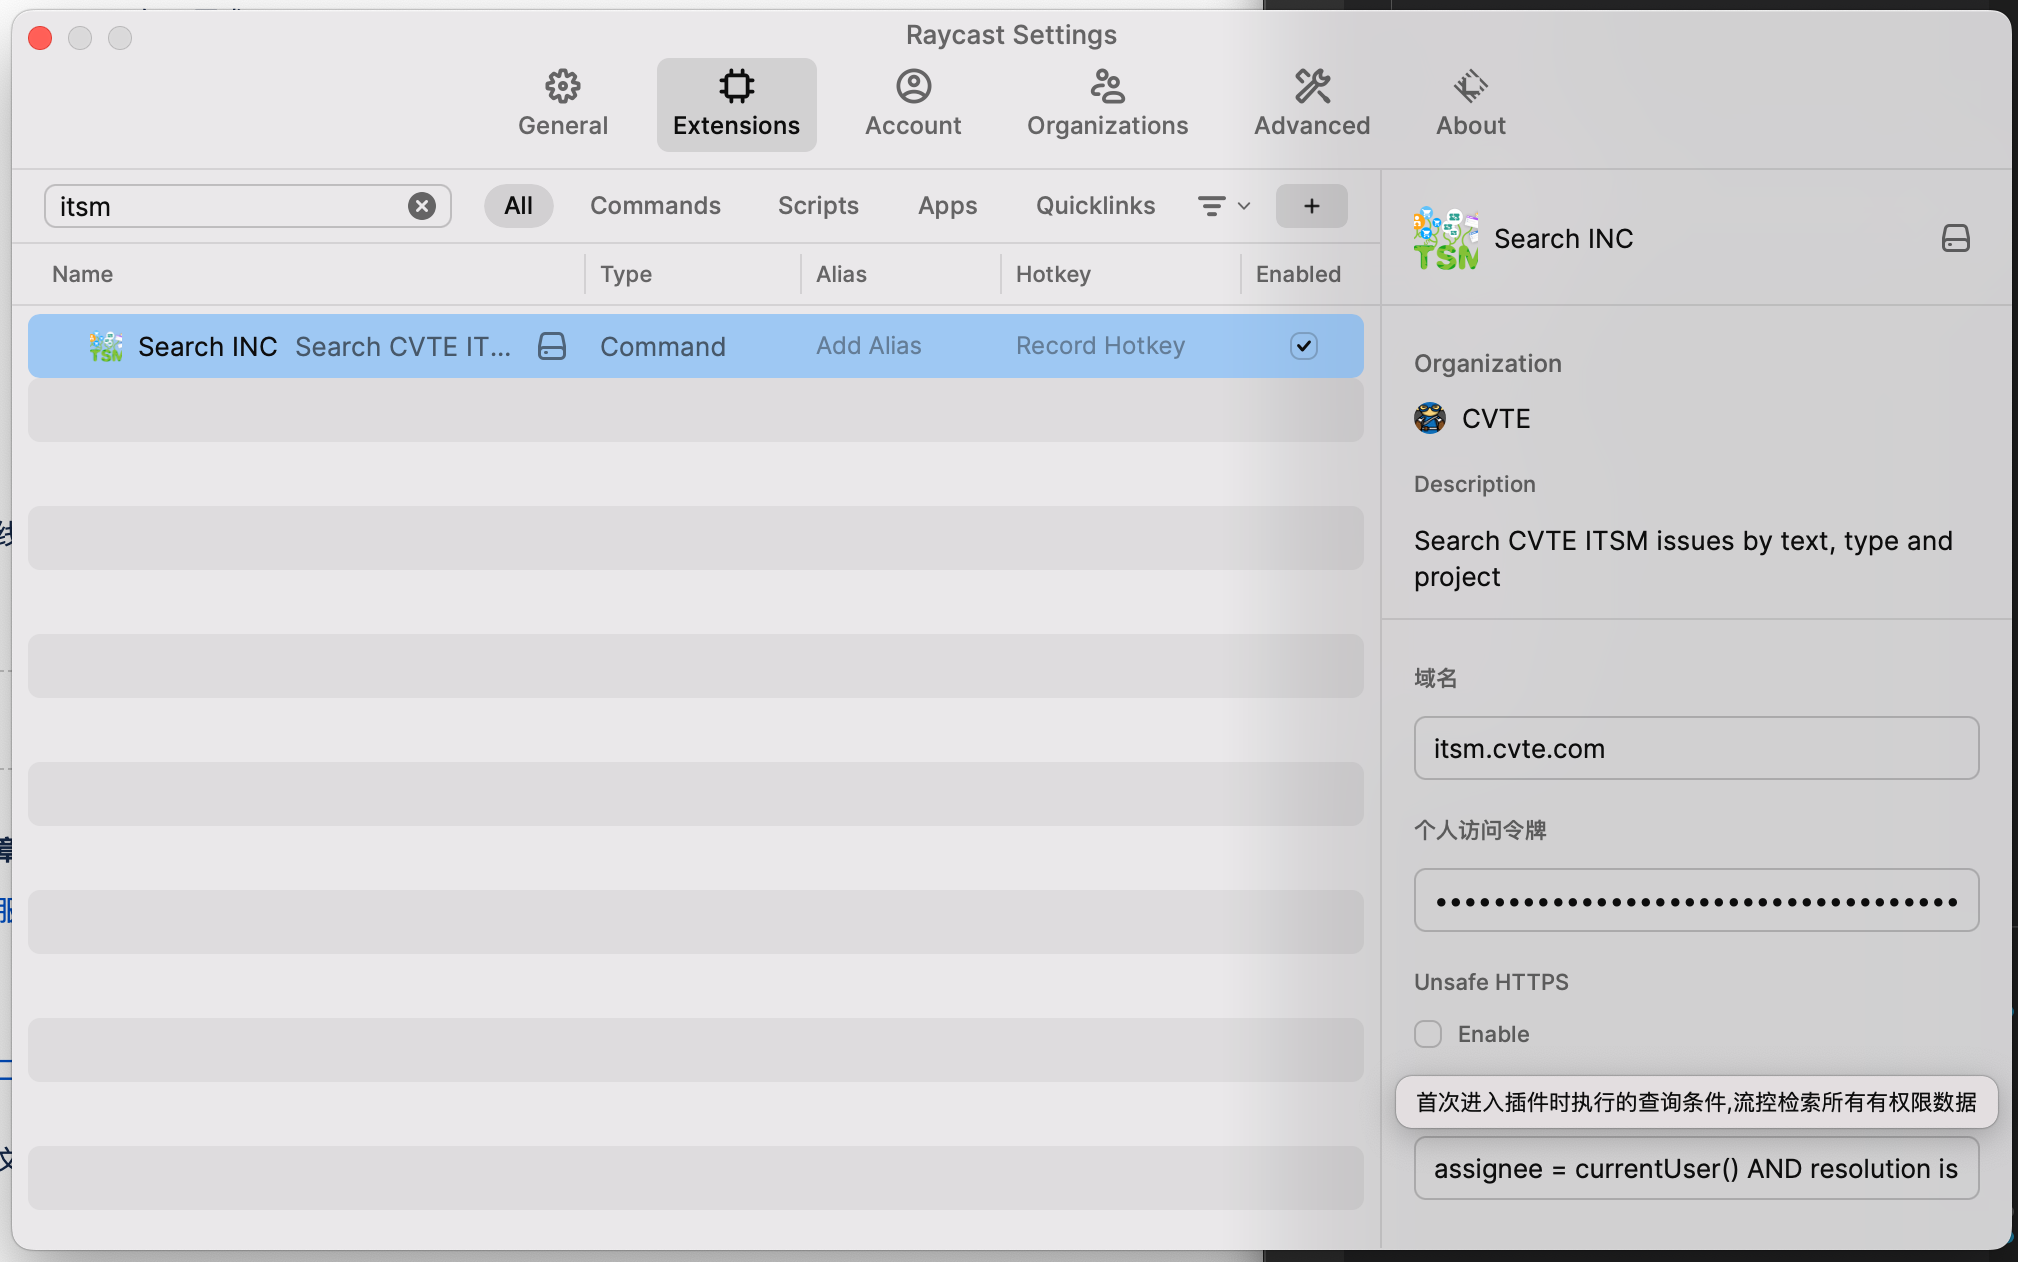 Raycast Settings
General
Extensions
Account
Organizations
Advanced
About
itsm
All
Commands
Scripts
Apps
Quicklinks
+
Name
Type
Alias
Hotkey
Enabled
TSM
Search INC
Search CVTE IT...
Command
Add Alias
Record Hotkey
TSM
Search INC
Organization
CVTE
Description
Search CVTE ITSM issues by text, type and
project
域名
itsm.cvte.com
个人访问令牌
••••••••••••••••••••••••••••••••••••
Unsafe HTTPS
Enable
首次进入插件时执行的查询条件,流控检索所有有权限数据
assignee = currentUser() AND resolution is